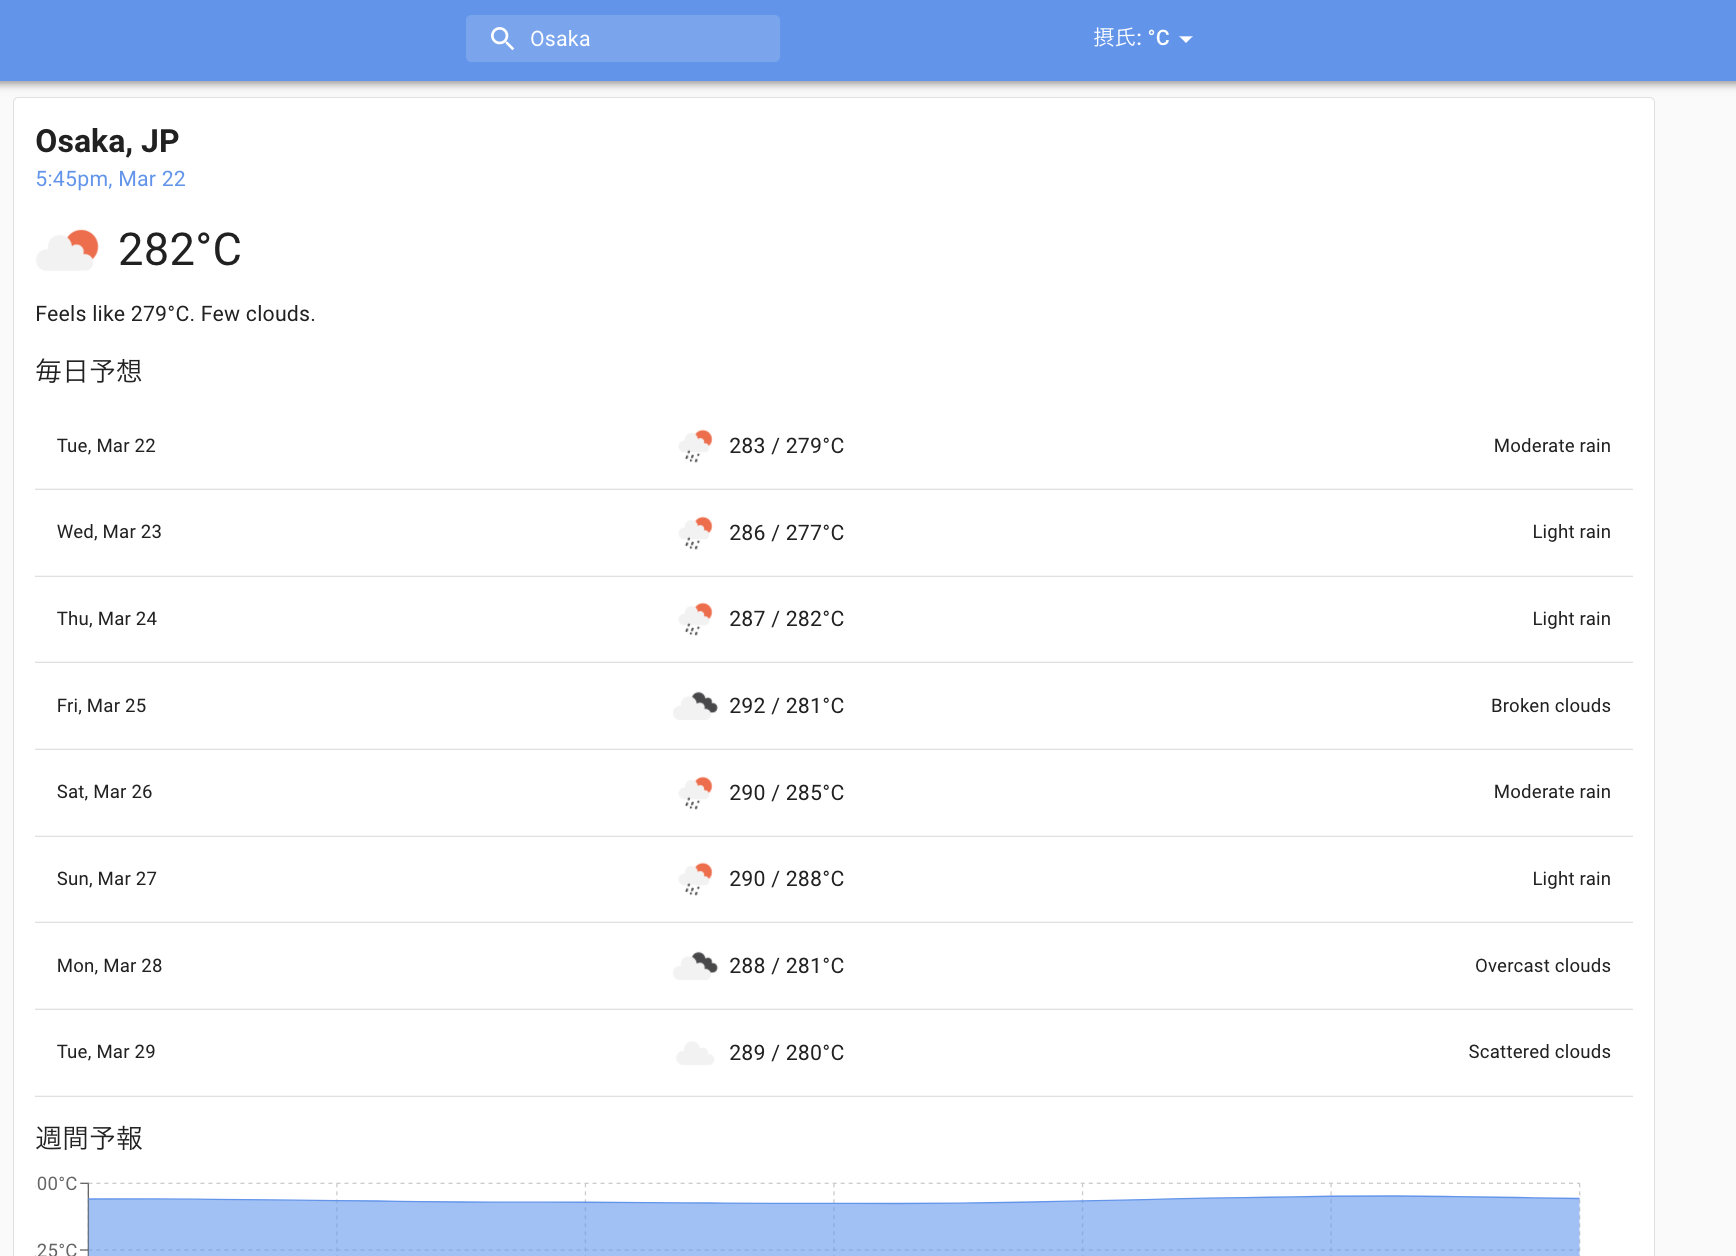 Osaka
摂氏: °C
Osaka, JP
5:45pm, Mar 22
282°C
Feels like 279°C. Few clouds.
毎日予想
Tue, Mar 22 283 / 279°C Moderate rain
Wed, Mar 23 286 / 277°C Light rain
Thu, Mar 24 287 / 282°C Light rain
Fri, Mar 25 292 / 281°C Broken clouds
Sat, Mar 26 290 / 285°C Moderate rain
Sun, Mar 27 290 / 288°C Light rain
Mon, Mar 28 288 / 281°C Overcast clouds
Tue, Mar 29 289 / 280°C Scattered clouds
週間予報
00°C
25°C